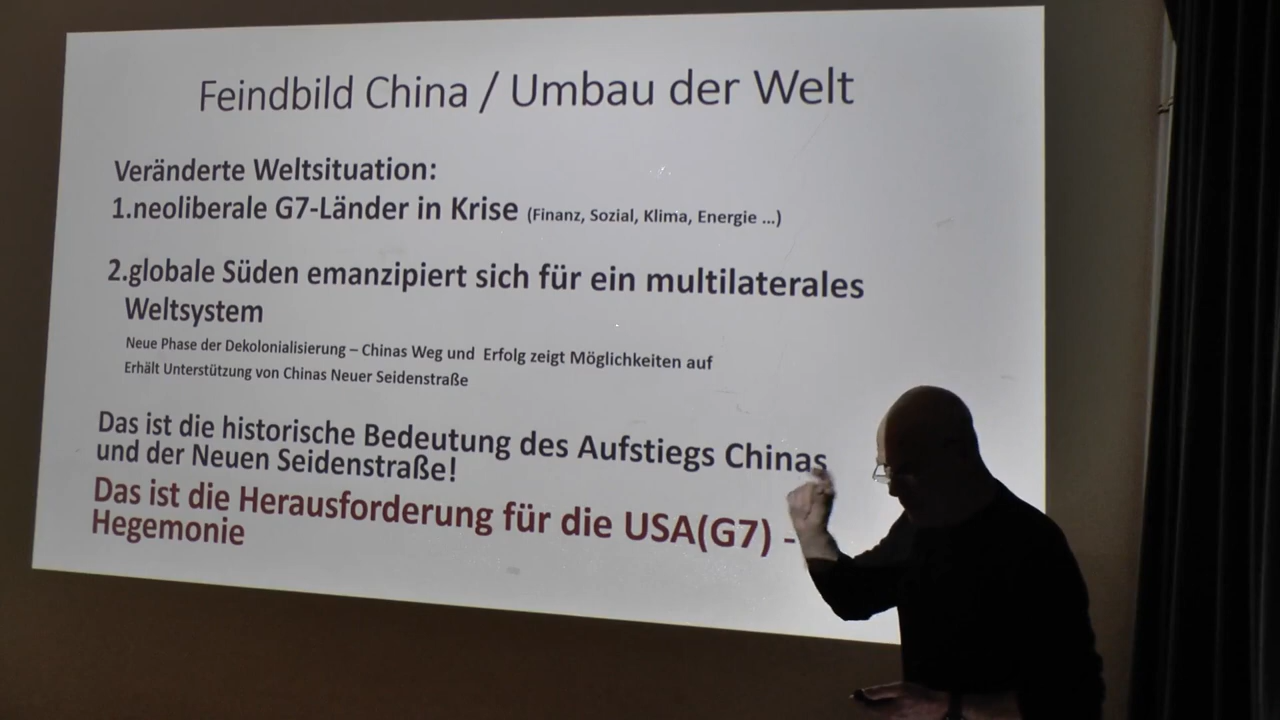 Feindbild China / Umbau der Welt
Veränderte Weltsituation:
1.neoliberale G7-Länder in Krise (Finanz, Sozial, Klima, Energie ...)
2.globale Süden emanzipiert sich für ein multilaterales
Weltsystem
Neue Phase der Dekolonialisierung – Chinas Weg und Erfolg zeigt Möglichkeiten auf
Erhält Unterstützung von Chinas Neuer Seidenstraße
Das ist die historische Bedeutung des Aufstiegs Chinas
und der Neuen Seidenstraße!
Das ist die Herausforderung für die USA(G7) -
Hegemonie